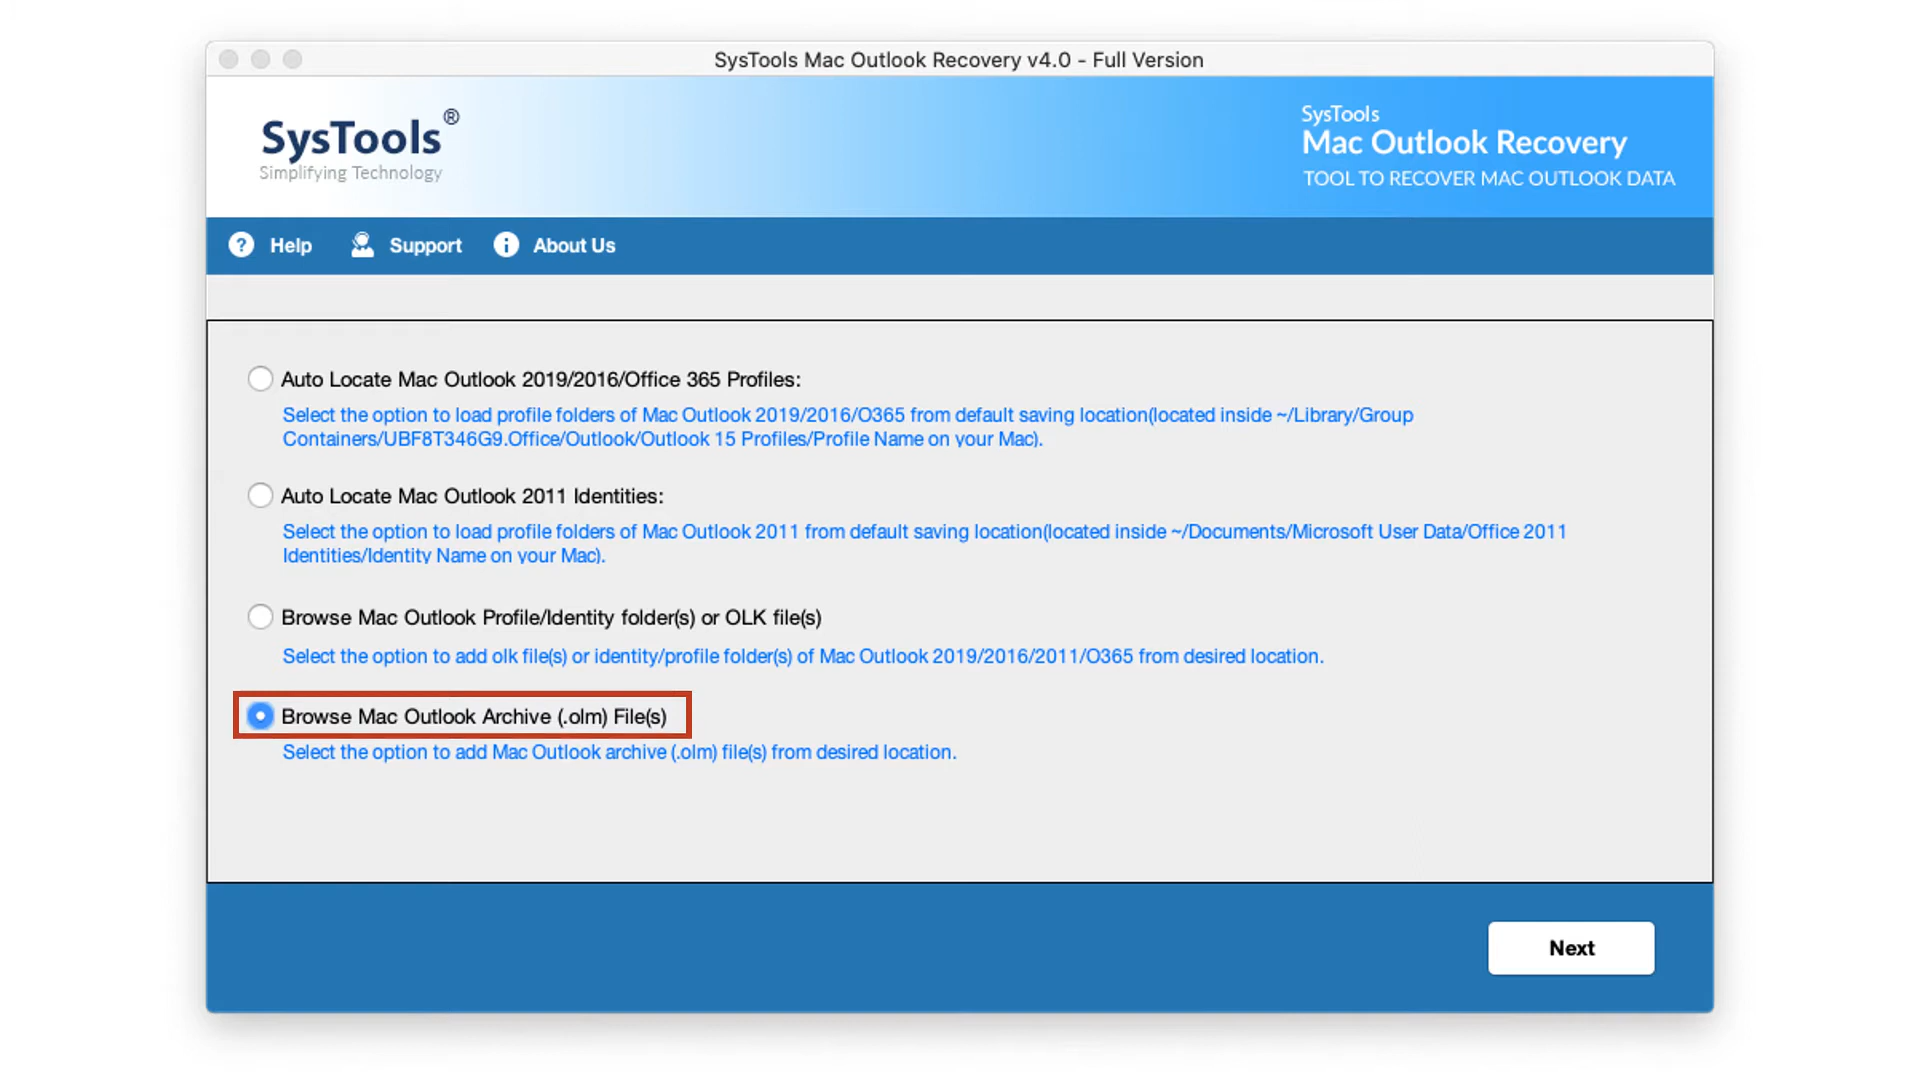 SysTools Mac Outlook Recovery v4.0 - Full Version
SysTools®
Simplifying Technology
SysTools
Mac Outlook Recovery
TOOL TO RECOVER MAC OUTLOOK DATA
? Help Support i About Us
Auto Locate Mac Outlook 2019/2016/Office 365 Profiles:
Select the option to load profile folders of Mac Outlook 2019/2016/O365 from default saving location(located inside ~/Library/Group
Containers/UBF8T346G9.Office/Outlook/Outlook 15 Profiles/Profile Name on your Mac).
Auto Locate Mac Outlook 2011 Identities:
Select the option to load profile folders of Mac Outlook 2011 from default saving location(located inside ~/Documents/Microsoft User Data/Office 2011
Identities/Identity Name on your Mac).
Browse Mac Outlook Profile/Identity folder(s) or OLK file(s)
Select the option to add olk file(s) or identity/profile folder(s) of Mac Outlook 2019/2016/2011/O365 from desired location.
Browse Mac Outlook Archive (.olm) File(s)
Select the option to add Mac Outlook archive (.olm) file(s) from desired location.
Next